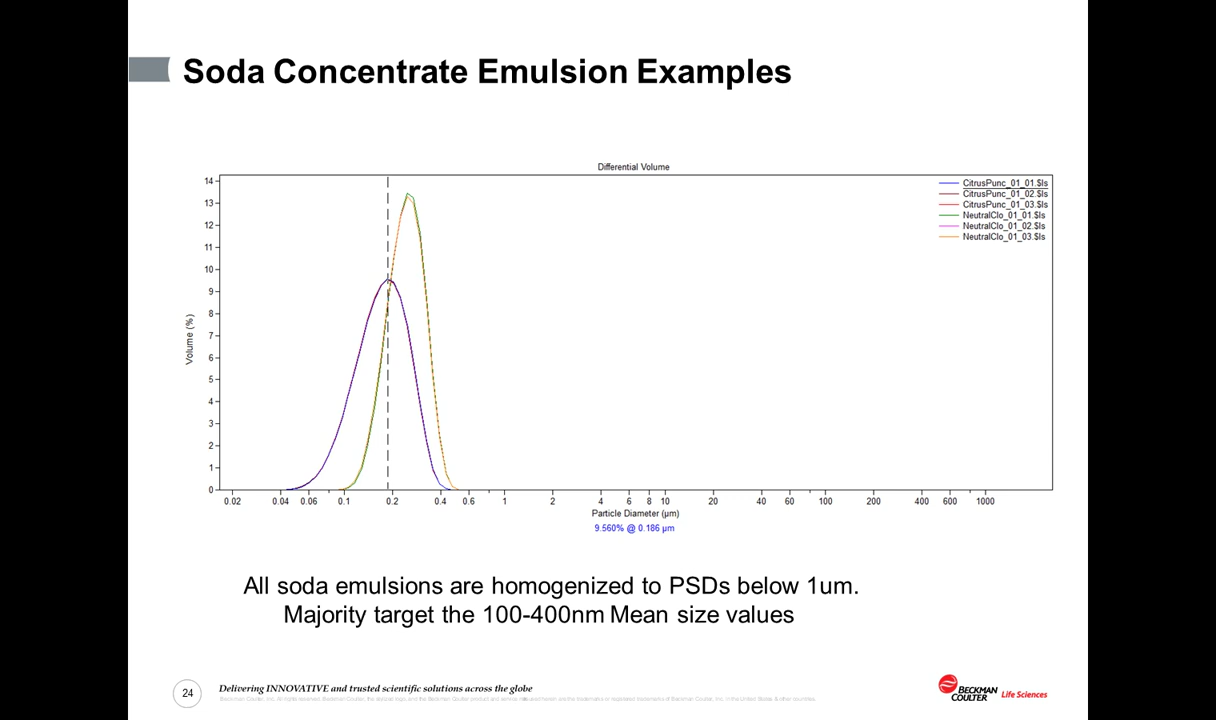 Soda Concentrate Emulsion Examples
Differential Volume
14
13
12
11
10
9
8
7
6
5
4
3
2
1
0
Volume (%)
CitrusPunc_01_01.$ls
CitrusPunc_01_02.$ls
CitrusPunc_01_03.$ls
NeutralClo_01_01.$ls
NeutralClo_01_02.$ls
NeutralClo_01_03.$ls
0.02 0.04 0.06 0.1 0.2 0.4 0.6 1 2 4 6 8 10 20 40 60 100 200 400 600 1000
Particle Diameter (µm)
9.560% @ 0.186 µm
All soda emulsions are homogenized to PSDs below 1um.
Majority target the 100-400nm Mean size values
24
Delivering INNOVATIVE and trusted scientific solutions across the globe
BECKMAN
COULTER Life Sciences